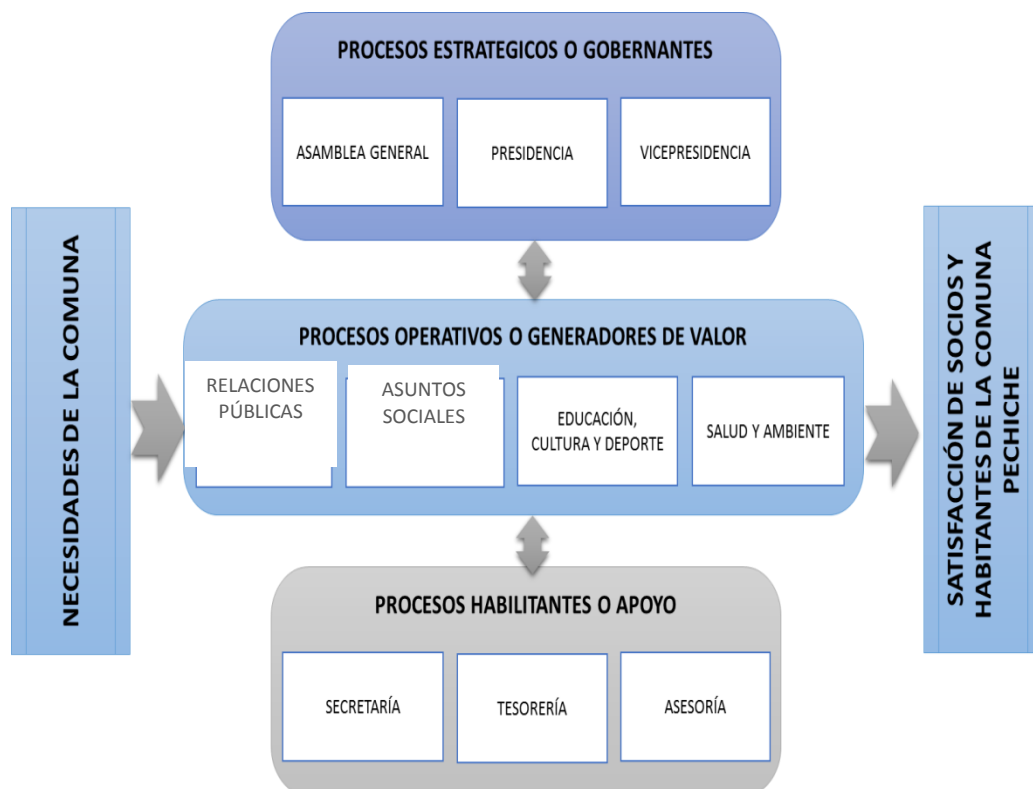 PROCESOS ESTRATEGICOS O GOBERNANTES
ASAMBLEA GENERAL
PRESIDENCIA
VICEPRESIDENCIA
NECESIDADES DE LA COMUNA
PROCESOS OPERATIVOS O GENERADORES DE VALOR
RELACIONES
PÚBLICAS
ASUNTOS
SOCIALES
EDUCACIÓN,
CULTURA Y DEPORTE
SALUD Y AMBIENTE
SATISFACCIÓN DE SOCIOS Y
HABITANTES DE LA COMUNA
PECHICHE
PROCESOS HABILITANTES O APOYO
SECRETARÍA
TESORERÍA
ASESORÍA